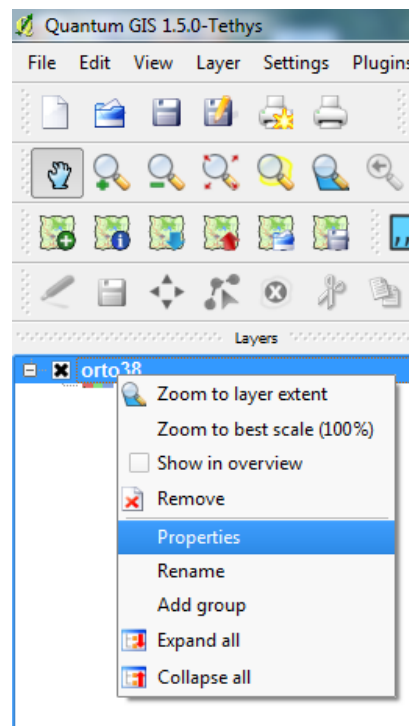 Quantum GIS 1.5.0-Tethys
File Edit View Layer Settings Plugins
Layers
orto38
Zoom to layer extent
Zoom to best scale (100%)
Show in overview
Remove
Properties
Rename
Add group
Expand all
Collapse all